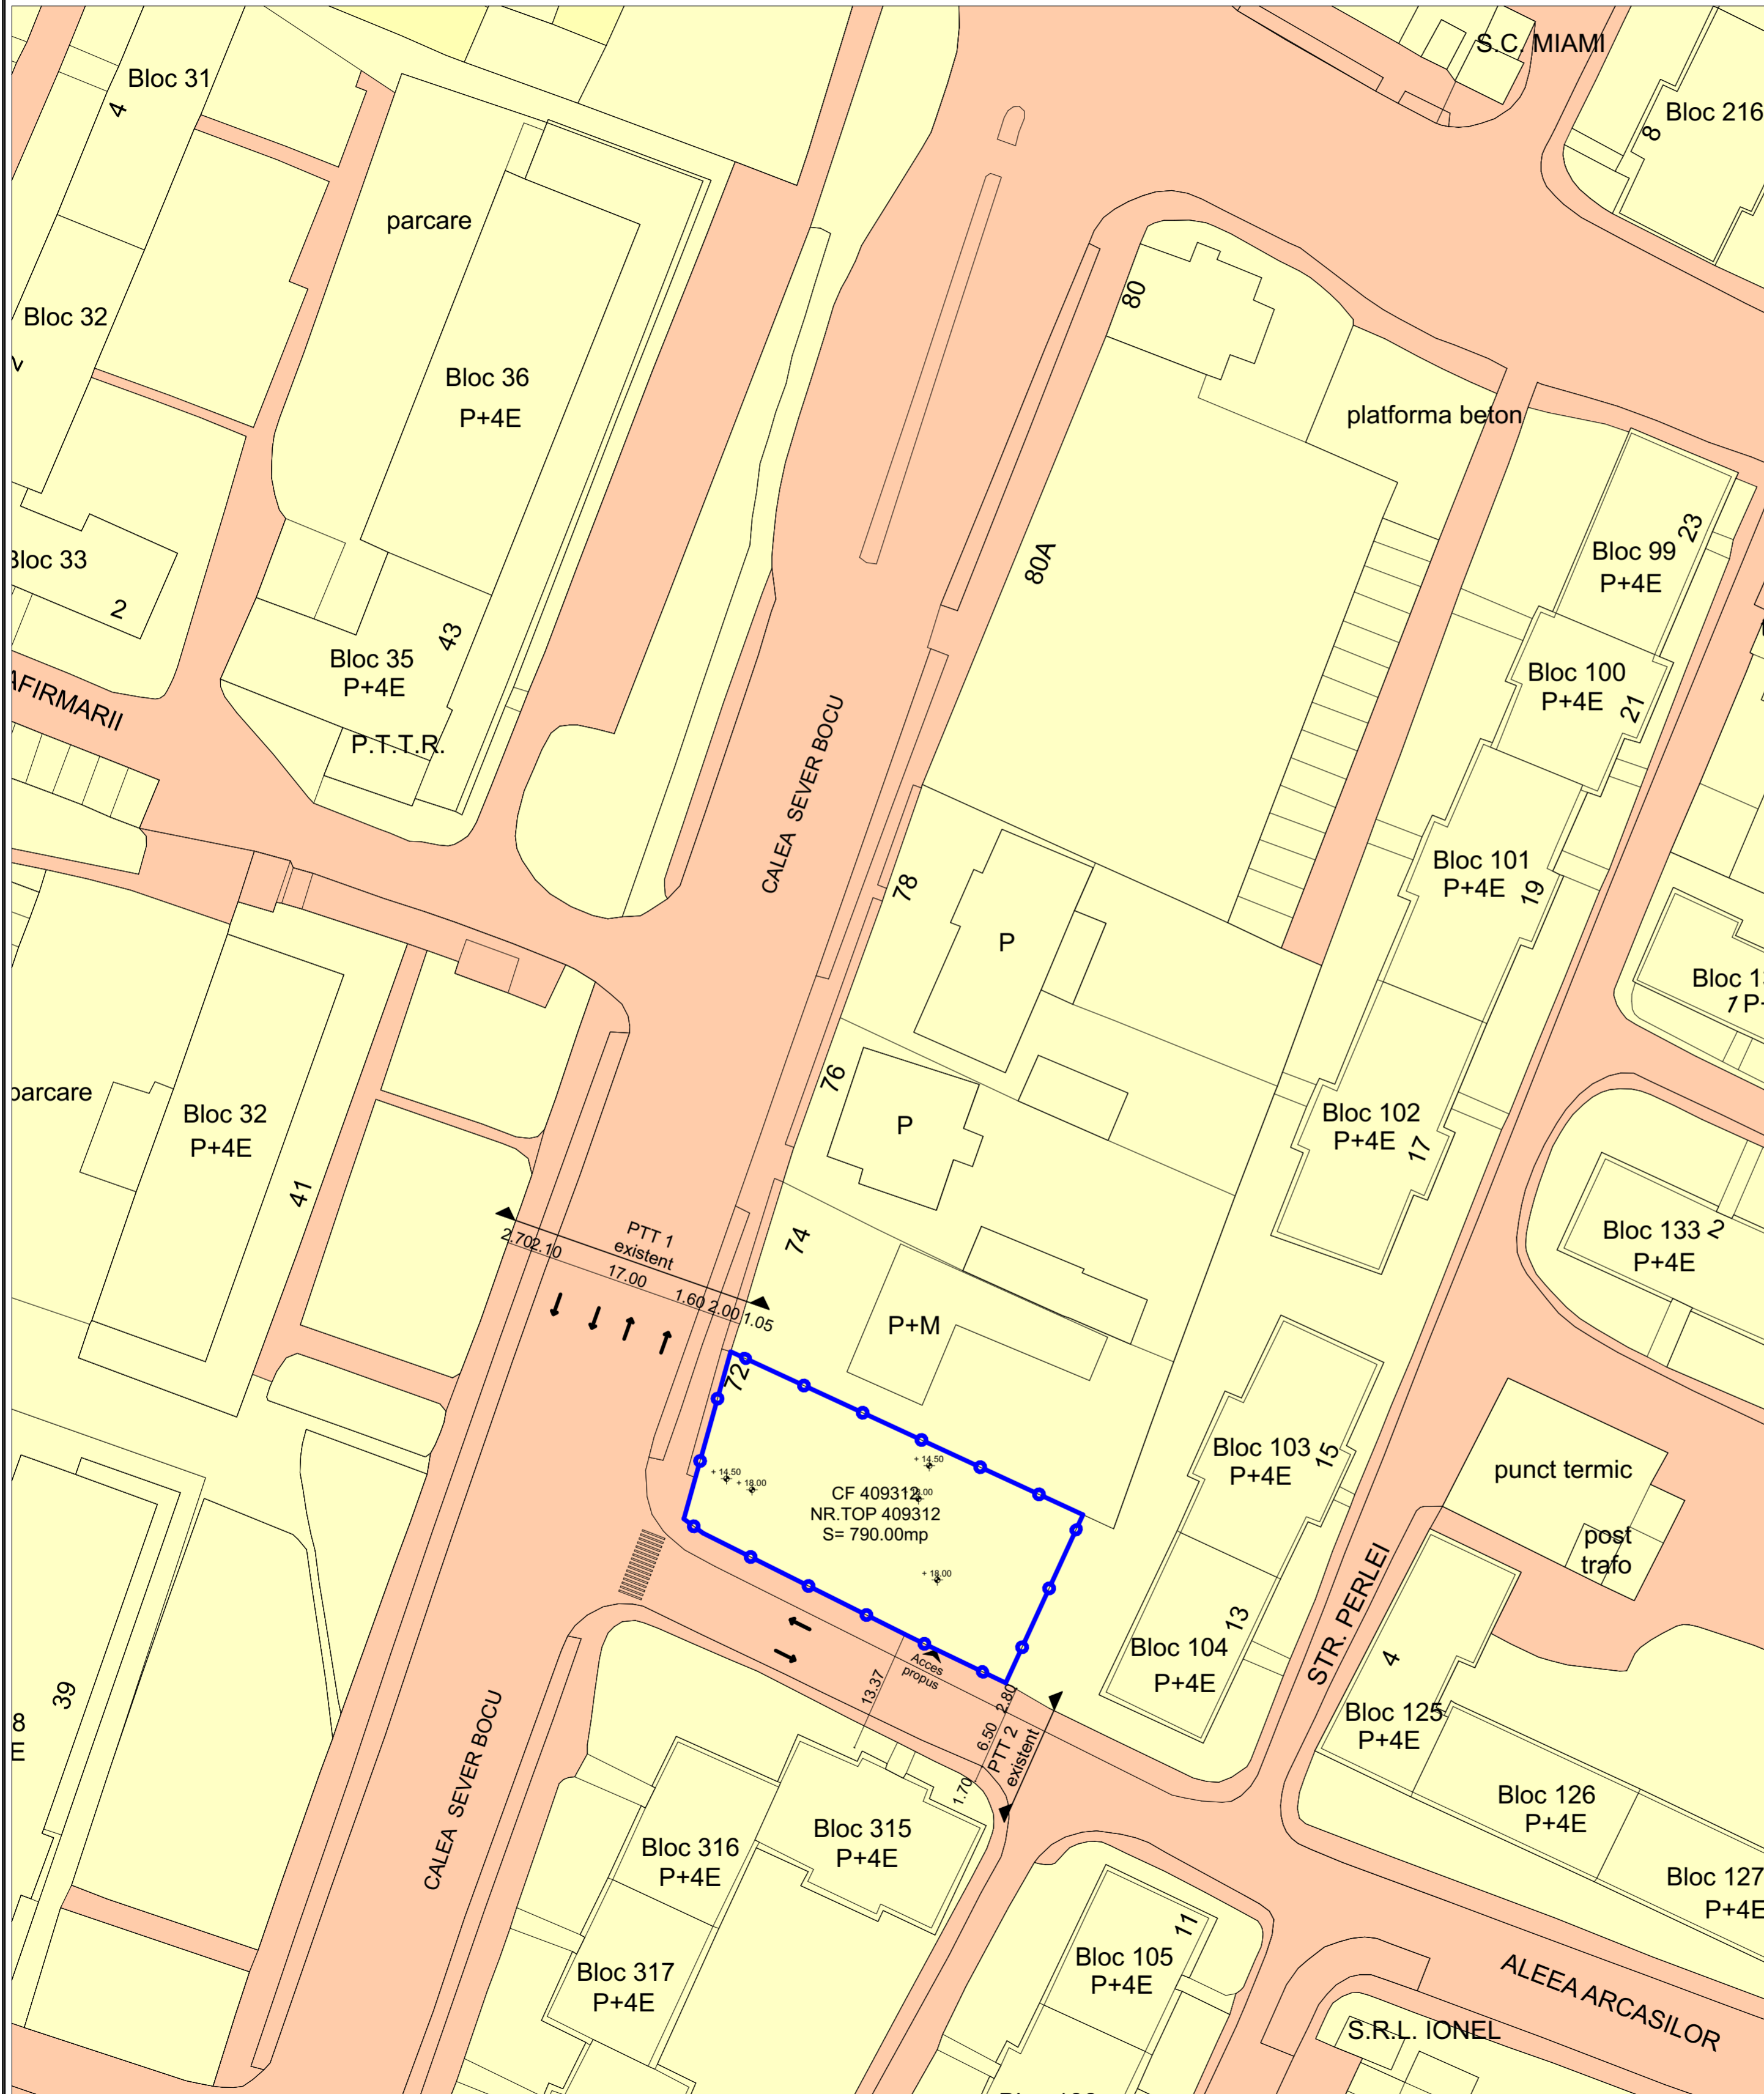 S.C. MIAMI
Bloc 31
4
Bloc 216
8
parcare
80
Bloc 32
Bloc 36
P+4E
platforma beton
23
Bloc 99
P+4E
80A
Bloc 33
2
43
Bloc 35
P+4E
Bloc 100
P+4E
21
AFIRMARII
P.T.T.R.
CALEA SEVER BOCU
Bloc 101
P+4E
19
78
P
1
parcare
Bloc 32
P+4E
76
P
Bloc 102
P+4E
17
41
74
Bloc 133
2
P+4E
PTT 1
existent
2.70
2.10
17.00
1.60
2.00
1.05
P+M
72
Bloc 103
P+4E
15
punct termic
+ 14.50
+ 18.00
+ 14.50
CF 409312
NR.TOP 409312
S= 790.00mp
+ 18.00
post
trafo
STR. PERLEI
13
Bloc 104
P+4E
4
Acces
propus
13.37
2.80
6.50
1.70
PTT 2
existent
39
Bloc 125
P+4E
CALEA SEVER BOCU
Bloc 126
P+4E
Bloc 315
P+4E
Bloc 316
P+4E
Bloc 127
P+4E
11
Bloc 105
P+4E
Bloc 317
P+4E
ALEEA ARCASILOR
S.R.L. IONEL